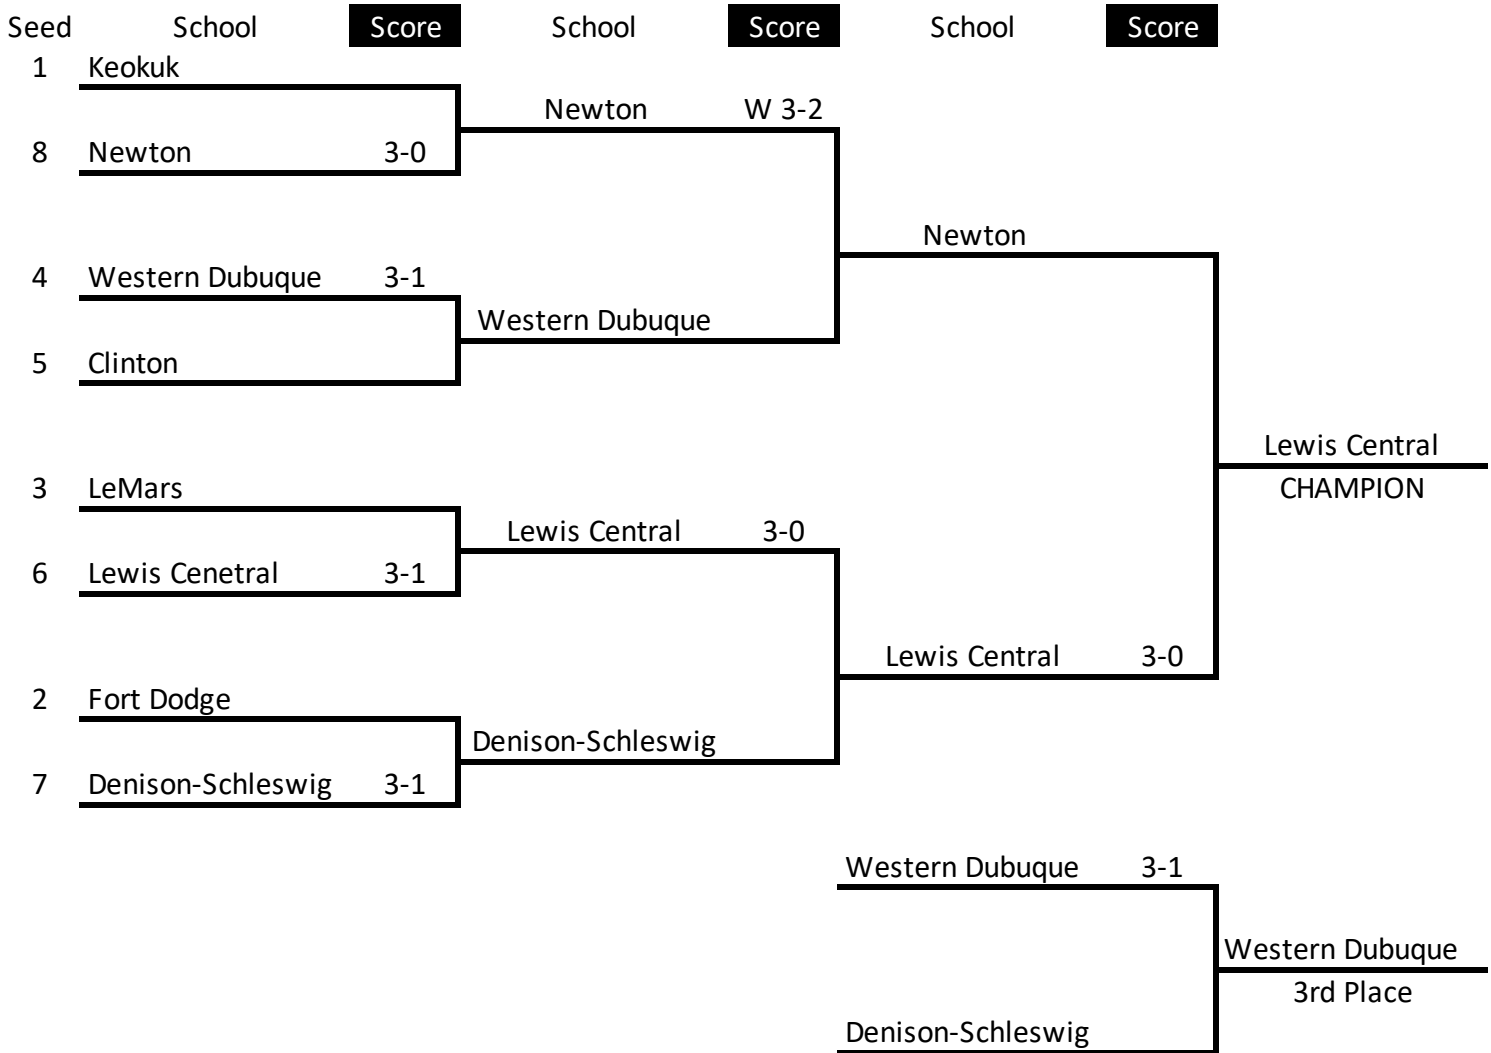 Seed School Score School Score School Score
1 Keokuk
Newton W 3-2
8 Newton 3-0
Newton
4 Western Dubuque 3-1
Western Dubuque
5 Clinton
Lewis Central
CHAMPION
3 LeMars
Lewis Central 3-0
6 Lewis Cenetral 3-1
Lewis Central 3-0
2 Fort Dodge
Denison-Schleswig
7 Denison-Schleswig 3-1
Western Dubuque 3-1
Western Dubuque
3rd Place
Denison-Schleswig